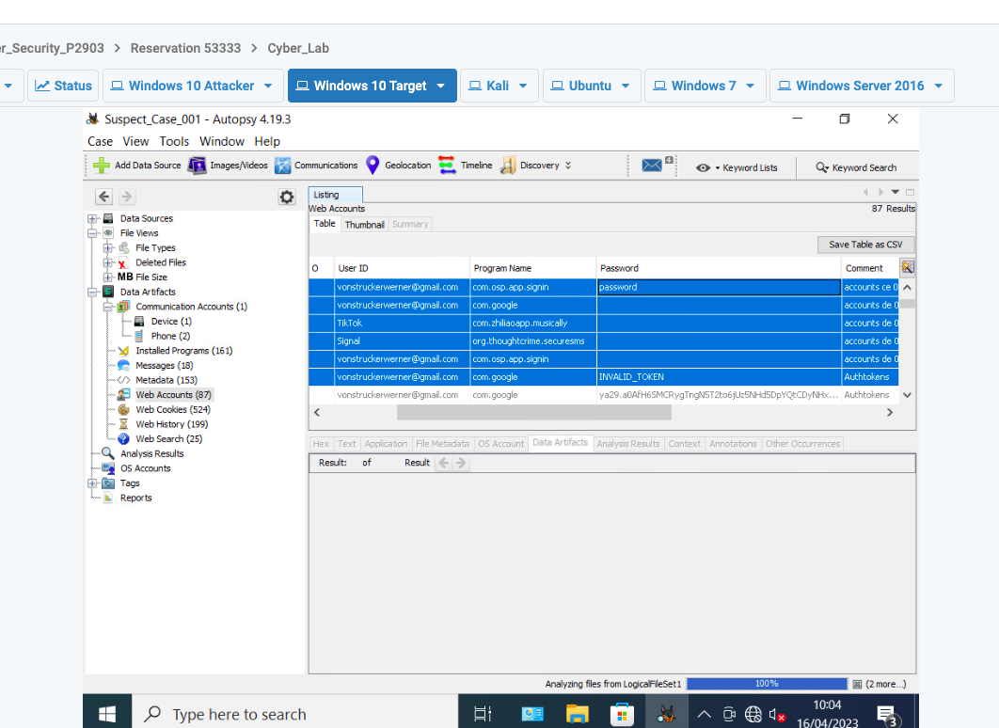 er_Security_P2903 > Reservation 53333 > Cyber_Lab
Status Windows 10 Attacker Windows 10 Target Kali Ubuntu Windows 7 Windows Server 2016
Suspect_Case_001 - Autopsy 4.19.3
Case View Tools Window Help
Add Data Source Images/Videos Communications Geolocation Timeline Discovery Keyword Lists Keyword Search
Listing
Web Accounts 87 Results
Table Thumbnail Summary
Save Table as CSV
O User ID Program Name Password Comment
vonstruckerwerner@gmail.com com.osp.app.signin password accounts ce 0
vonstruckerwerner@gmail.com com.google accounts de 0
TikTok com.zhiliaoapp.musically accounts de 0
Signal org.thoughtcrime.securesms accounts de 0
vonstruckerwerner@gmail.com com.osp.app.signin accounts de 0
vonstruckerwerner@gmail.com com.google INVALID_TOKEN Authtokens
vonstruckerwerner@gmail.com com.google Authtokens
Data Sources
File Views
File Types
Deleted Files
MB File Size
Data Artifacts
Communication Accounts (1)
Device (1)
Phone (2)
Installed Programs (161)
Messages (18)
Metadata (153)
Web Accounts (87)
Web Cookies (524)
Web History (199)
Web Search (25)
Analysis Results
OS Accounts
Tags
Reports
Hex Text Application File Metadata OS Account Data Artifacts Analysis Results Context Annotations Other Occurrences
Result: of Result
Analyzing files from LogicalFileSet1 100% (2 more...)
Type here to search
10:04
16/04/2023
3